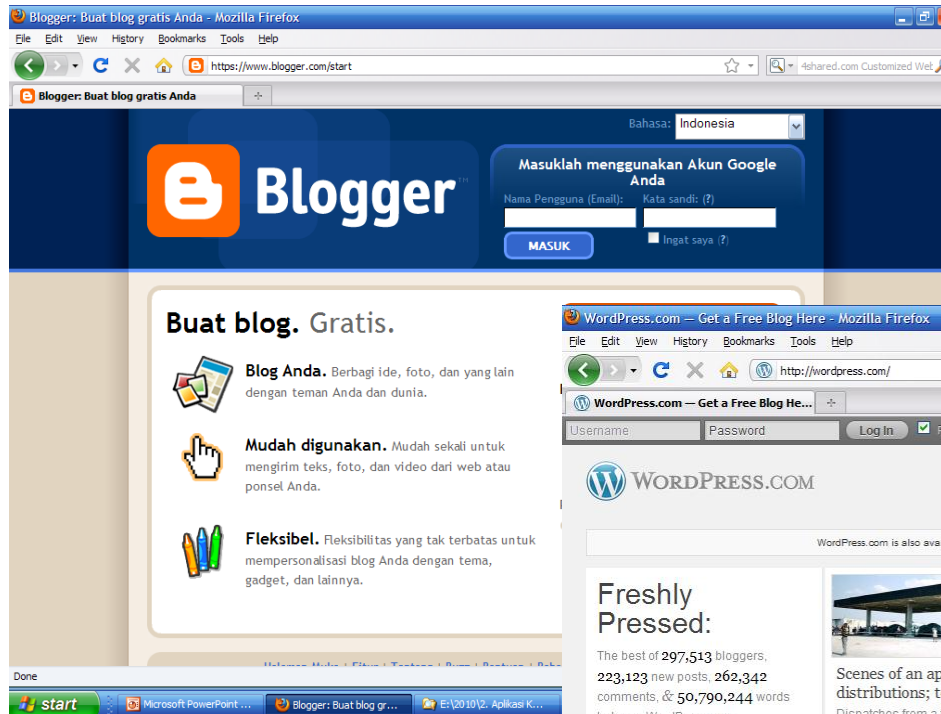 Blogger: Buat blog gratis Anda - Mozilla Firefox
File Edit View History Bookmarks Tools Help
https://www.blogger.com/start
4shared.com Customized Web
Blogger: Buat blog gratis Anda
Bahasa: Indonesia
Blogger™
Masuklah menggunakan Akun Google
Anda
Nama Pengguna (Email): Kata sandi: (?)
MASUK
Ingat saya (?)
Buat blog. Gratis.
Blog Anda. Berbagi ide, foto, dan yang lain
dengan teman Anda dan dunia.
Mudah digunakan. Mudah sekali untuk
mengirim teks, foto, dan video dari web atau
ponsel Anda.
Fleksibel. Fleksibilitas yang tak terbatas untuk
mempersonalisasi blog Anda dengan tema,
gadget, dan lainnya.
WordPress.com — Get a Free Blog Here - Mozilla Firefox
File Edit View History Bookmarks Tools Help
http://wordpress.com/
WordPress.com — Get a Free Blog He...
Username Password Log In
WORDPRESS.COM
WordPress.com is also ava
Freshly
Pressed:
The best of 297,513 bloggers,
223,123 new posts, 262,342
comments, & 50,790,244 words
Scenes of an ap
distributions; t
Dispatches from a
Done
start
Microsoft PowerPoint ...
Blogger: Buat blog gr...
E:\2010\2. Aplikasi K...